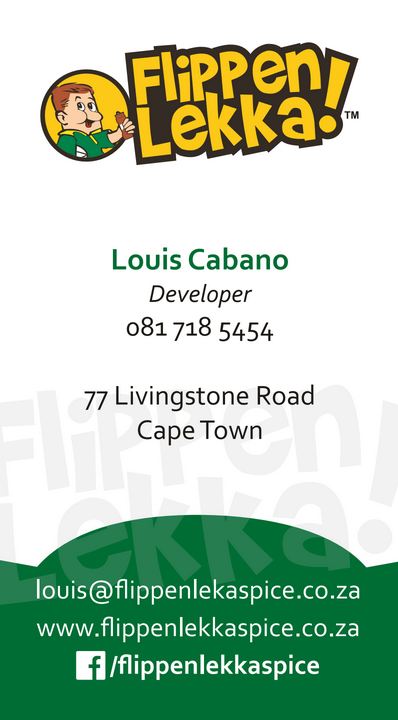 Flippen
Lekka! ™
Louis Cabano
Developer
081 718 5454
77 Livingstone Road
Cape Town
Flippen
Lekka!
louis@flippenlekaspice.co.za
www.flippenlekkaspice.co.za
f /flippenlekkaspice